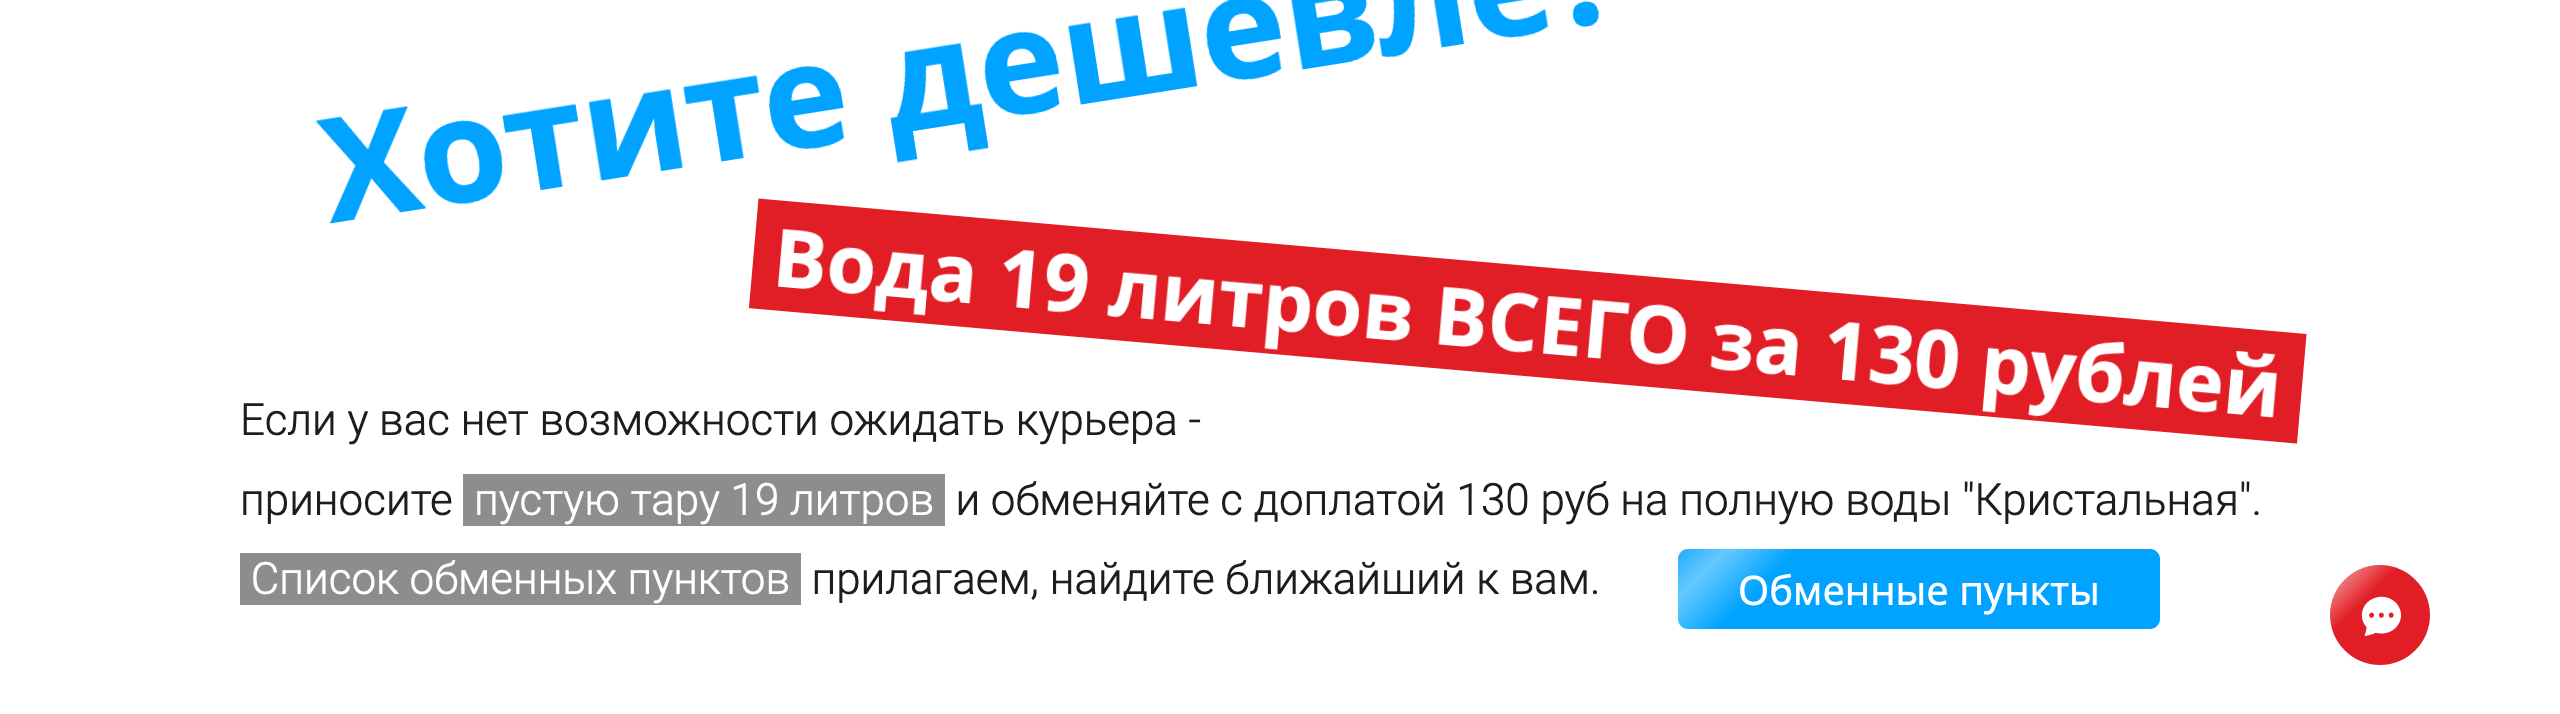 Хотите дешевле?
Вода 19 литров ВСЕГО за 130 рублей
Если у вас нет возможности ожидать курьера -
приносите пустую тару 19 литров и обменяйте с доплатой 130 руб на полную воды "Кристальная".
Список обменных пунктов прилагаем, найдите ближайший к вам.
Обменные пункты